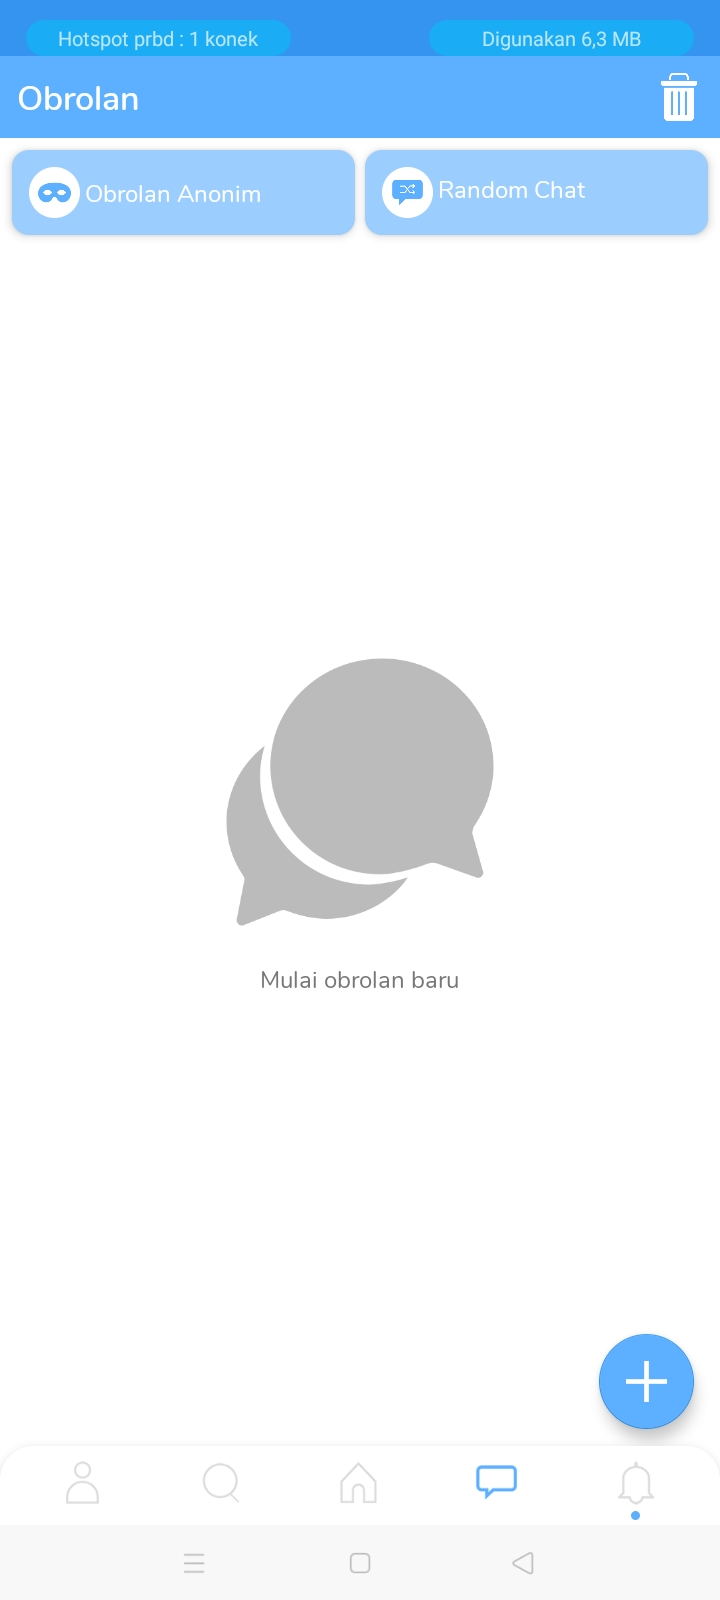 Hotspot prbd : 1 konek
Digunakan 6,3 MB
Obrolan
Obrolan Anonim
Random Chat
Mulai obrolan baru